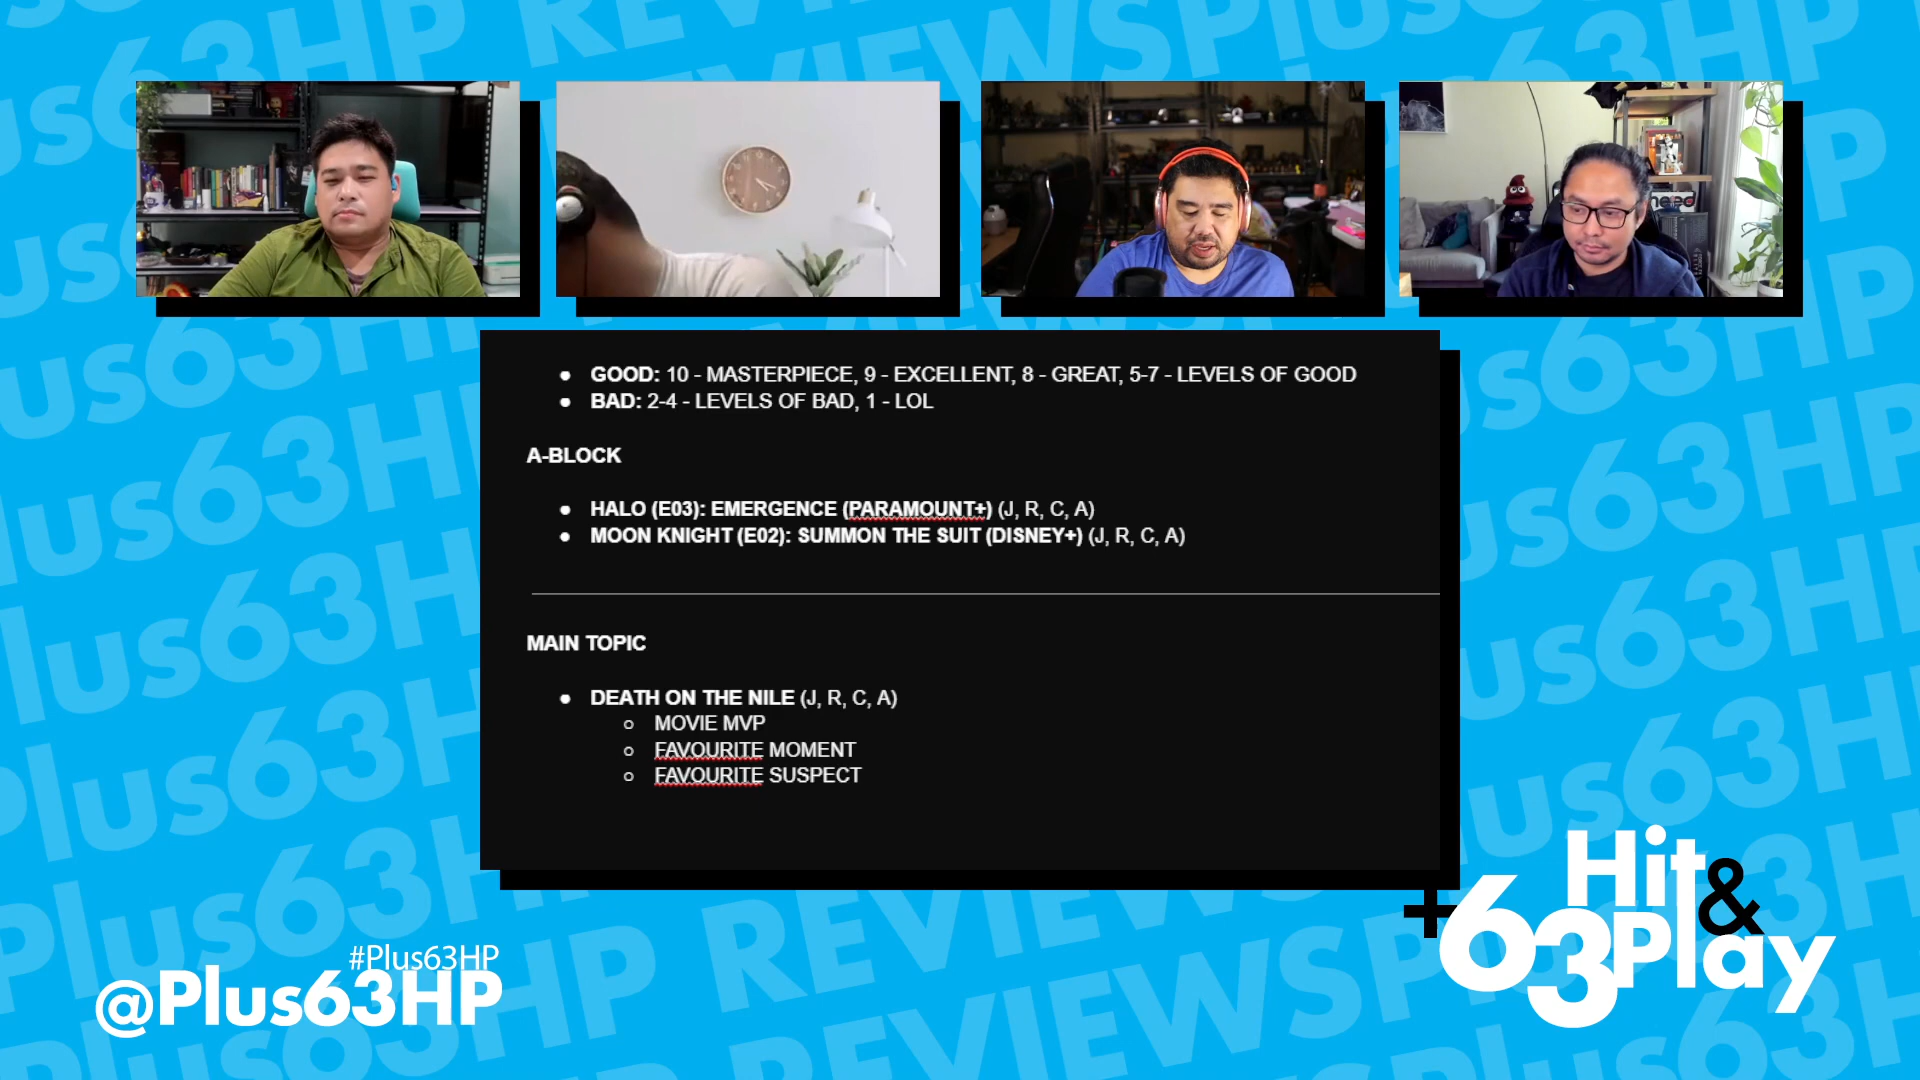 ● GOOD: 10 - MASTERPIECE, 9 - EXCELLENT, 8 - GREAT, 5-7 - LEVELS OF GOOD
● BAD: 2-4 - LEVELS OF BAD, 1 - LOL
A-BLOCK
● HALO (E03): EMERGENCE (PARAMOUNT+) (J, R, C, A)
● MOON KNIGHT (E02): SUMMON THE SUIT (DISNEY+) (J, R, C, A)
MAIN TOPIC
● DEATH ON THE NILE (J, R, C, A)
○ MOVIE MVP
○ FAVOURITE MOMENT
○ FAVOURITE SUSPECT
#Plus63HP
@Plus63HP
+63 Hit & Play
Plus63HP REVIEWS